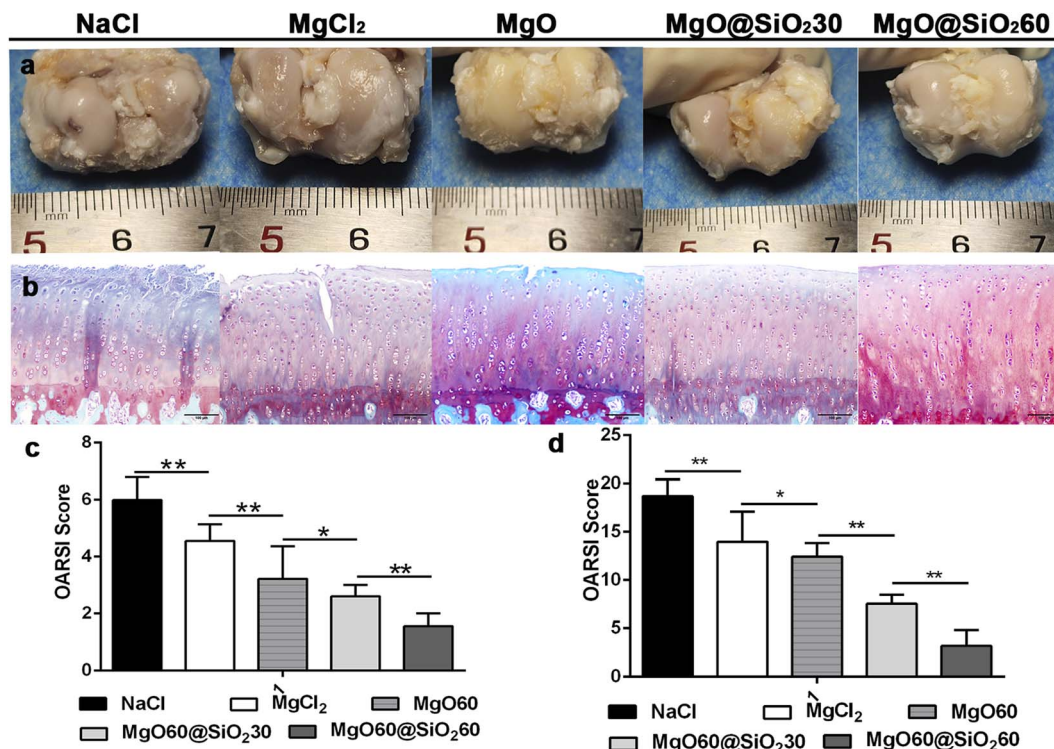 NaCl MgCl₂ MgO MgO@SiO₂30 MgO@SiO₂60
a
mm mm mm mm mm
5 6 7 5 6 5 6 7 5 6 7 5 6 7
b
c
8
6
4
2
0
OARSI Score
** ** * **
NaCl MgCl₂ MgO60
MgO60@SiO₂30 MgO60@SiO₂60
d
25
20
15
10
5
0
OARSI Score
** * ** **
NaCl MgCl₂ MgO60
MgO60@SiO₂30 MgO@SiO₂60